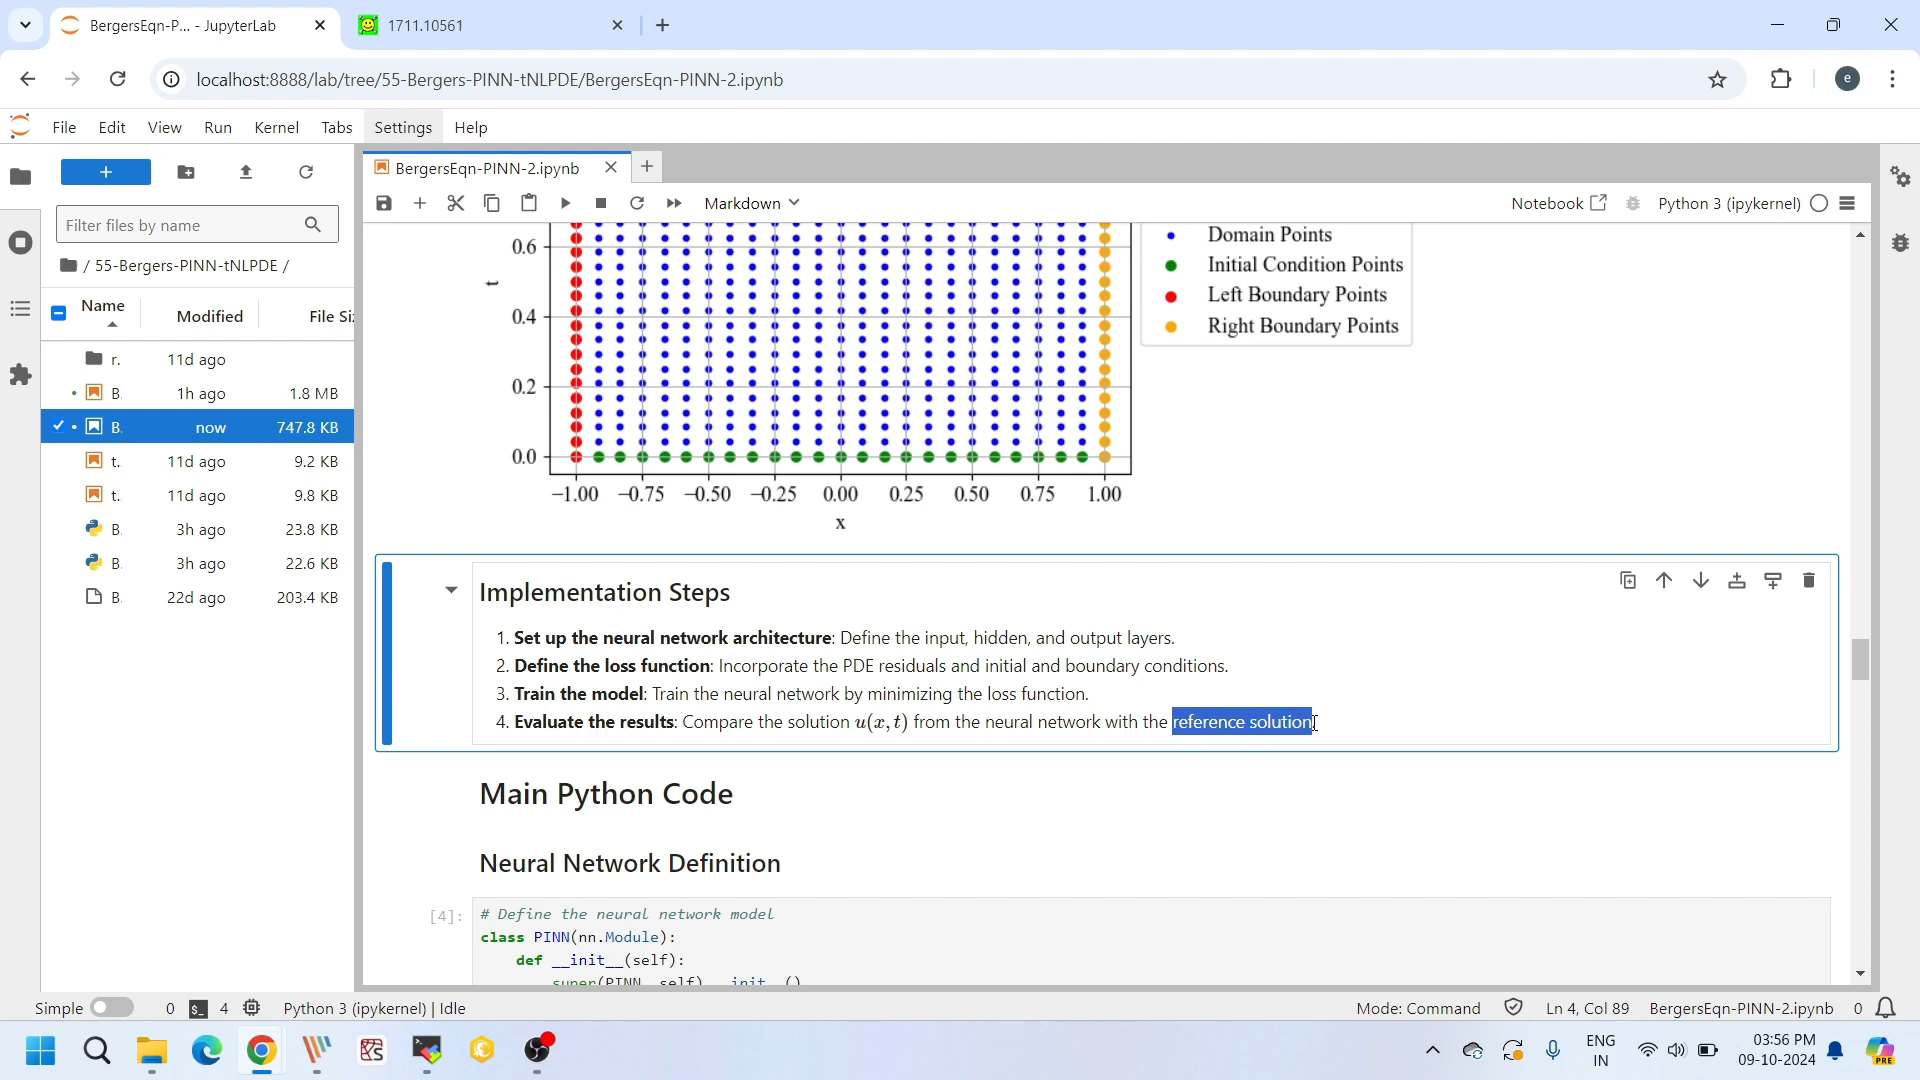 BergersEqn-P... - JupyterLab
1711.10561
localhost:8888/lab/tree/55-Bergers-PINN-tNLPDE/BergersEqn-PINN-2.ipynb
e
File Edit View Run Kernel Tabs Settings Help
BergersEqn-PINN-2.ipynb
Markdown
Notebook
Python 3 (ipykernel)
Filter files by name
/ 55-Bergers-PINN-tNLPDE /
Name Modified File Siz
r. 11d ago
B. 1h ago 1.8 MB
B. now 747.8 KB
t. 11d ago 9.2 KB
t. 11d ago 9.8 KB
B. 3h ago 23.8 KB
B. 3h ago 22.6 KB
B. 22d ago 203.4 KB
0.6
0.4
0.2
0.0
t
−1.00 −0.75 −0.50 −0.25 0.00 0.25 0.50 0.75 1.00
x
Domain Points
Initial Condition Points
Left Boundary Points
Right Boundary Points
Implementation Steps
1. Set up the neural network architecture: Define the input, hidden, and output layers.
2. Define the loss function: Incorporate the PDE residuals and initial and boundary conditions.
3. Train the model: Train the neural network by minimizing the loss function.
4. Evaluate the results: Compare the solution u(x, t) from the neural network with the reference solution
Main Python Code
Neural Network Definition
[4]:
# Define the neural network model
class PINN(nn.Module):
def __init__(self):
super(PINN, self).__init__()
Simple 0 4 Python 3 (ipykernel) | Idle
Mode: Command Ln 4, Col 89 BergersEqn-PINN-2.ipynb 0
ENG
IN
03:56 PM
09-10-2024
PRE